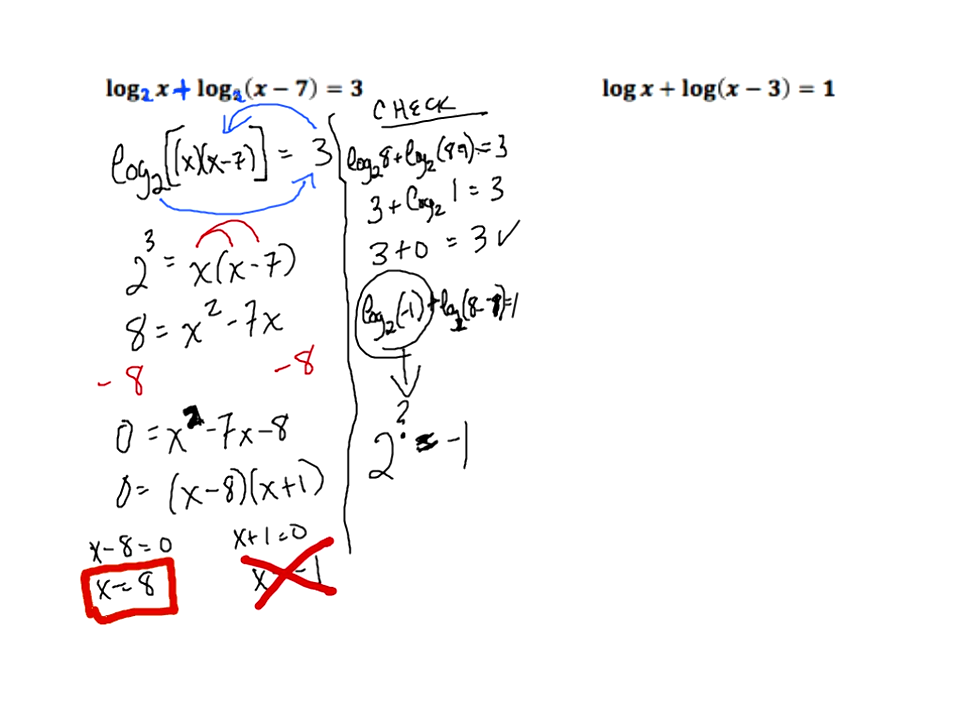 log₂ x + log₂(x − 7) = 3
log₂[(x)(x-7)] = 3
2³ = x(x-7)
8 = x² - 7x
- 8 - 8
0 = x² - 7x - 8
0 = (x-8)(x+1)
x - 8 = 0
x = 8
x + 1 = 0
x = -1
CHECK
log₂8 + log₂(8-7) = 3
3 + log₂ 1 = 3
3 + 0 = 3 ✓
log₂(-1) + log₂(8-8) = 1
2^? = -1
log x + log(x − 3) = 1